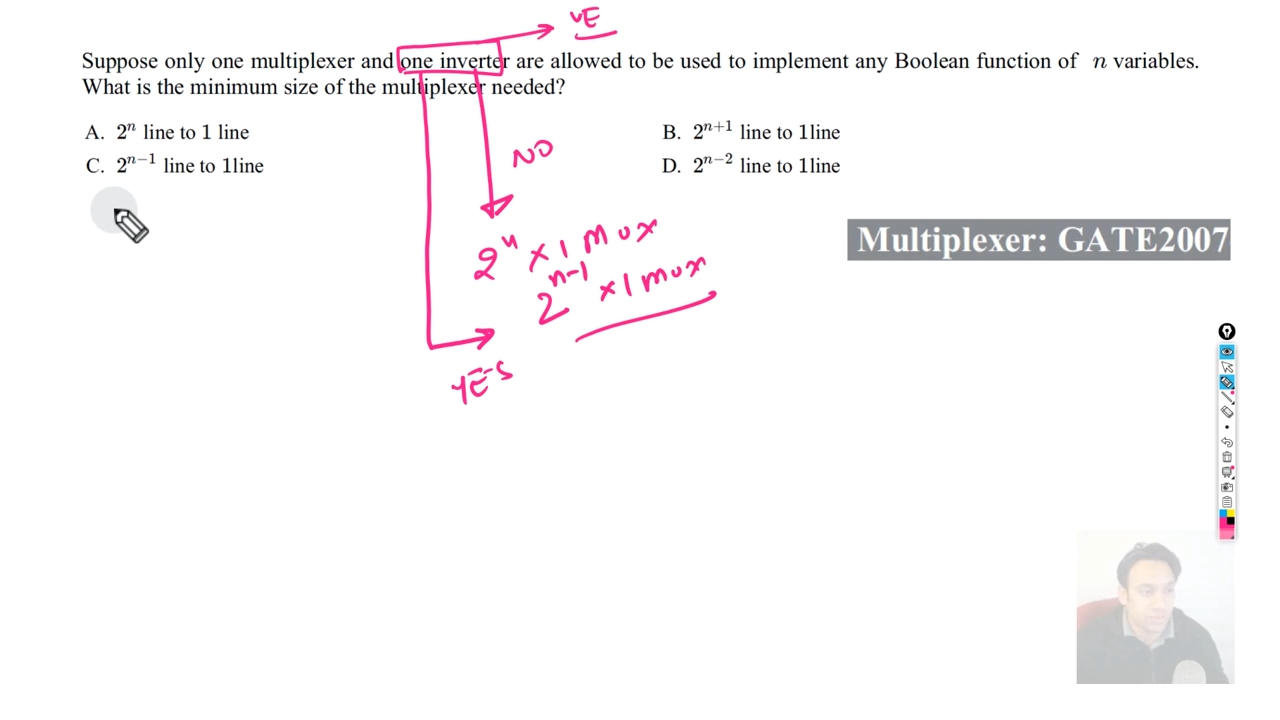 VE
Suppose only one multiplexer and one inverter are allowed to be used to implement any Boolean function of n variables.
What is the minimum size of the multiplexer needed?
A. 2^n line to 1 line
B. 2^{n+1} line to 1line
C. 2^{n−1} line to 1line
D. 2^{n−2} line to 1line
NO
Multiplexer: GATE2007
2^n × 1 MUX
2^{n-1} × 1 MUX
YES